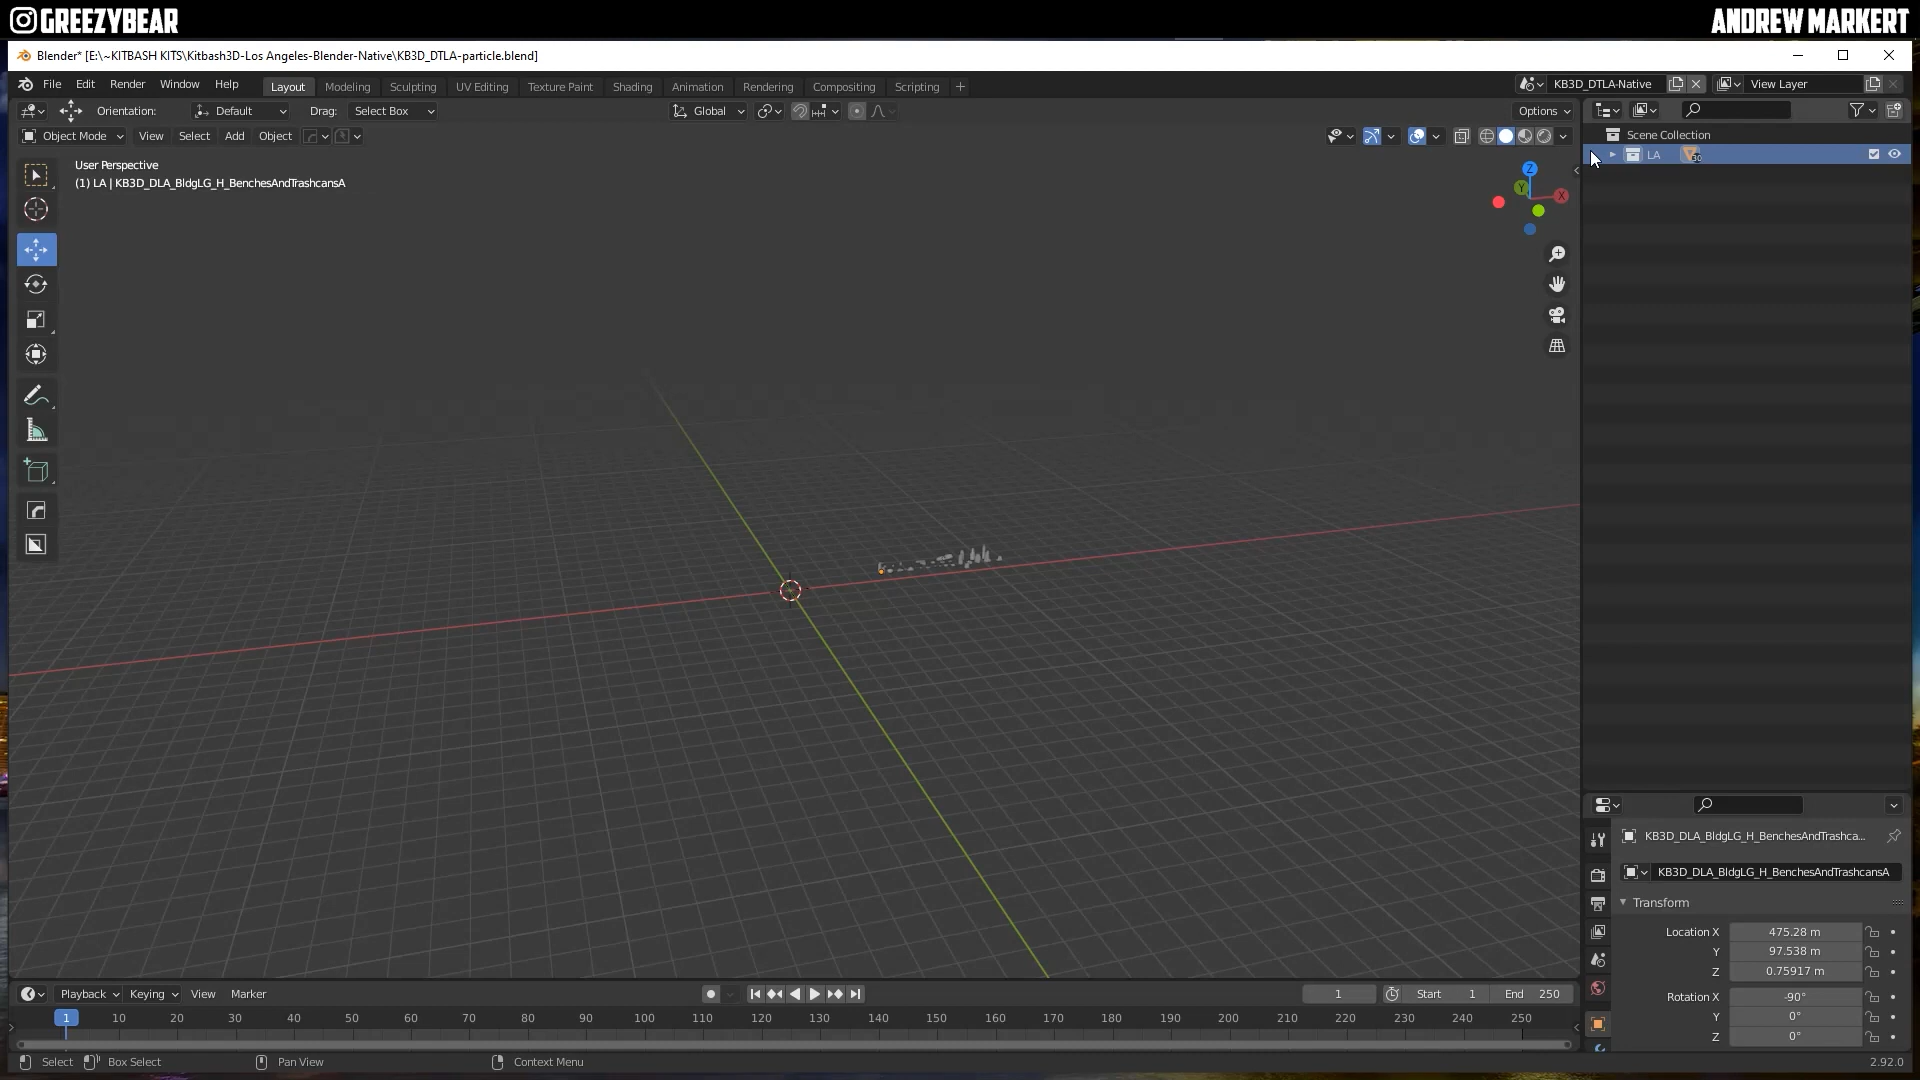 GREEZYBEAR
ANDREW MARKERT
Blender* [E:\~KITBASH KITS\Kitbash3D-Los Angeles-Blender-Native\KB3D_DTLA-particle.blend]
File Edit Render Window Help Layout Modeling Sculpting UV Editing Texture Paint Shading Animation Rendering Compositing Scripting + KB3D_DTLA-Native View Layer
Orientation: Default Drag: Select Box Global Options
Object Mode View Select Add Object
Scene Collection
LA 30
User Perspective
(1) LA | KB3D_DLA_BldgLG_H_BenchesAndTrashcansA
Z
Y
X
KB3D_DLA_BldgLG_H_BenchesAndTrashca...
KB3D_DLA_BldgLG_H_BenchesAndTrashcansA
Transform
Location X 475.28 m
Y 97.538 m
Z 0.75917 m
Rotation X -90°
Y 0°
Z 0°
Playback Keying View Marker 1 Start 1 End 250
1 10 20 30 40 50 60 70 80 90 100 110 120 130 140 150 160 170 180 190 200 210 220 230 240 250
Select Box Select Pan View Context Menu 2.92.0